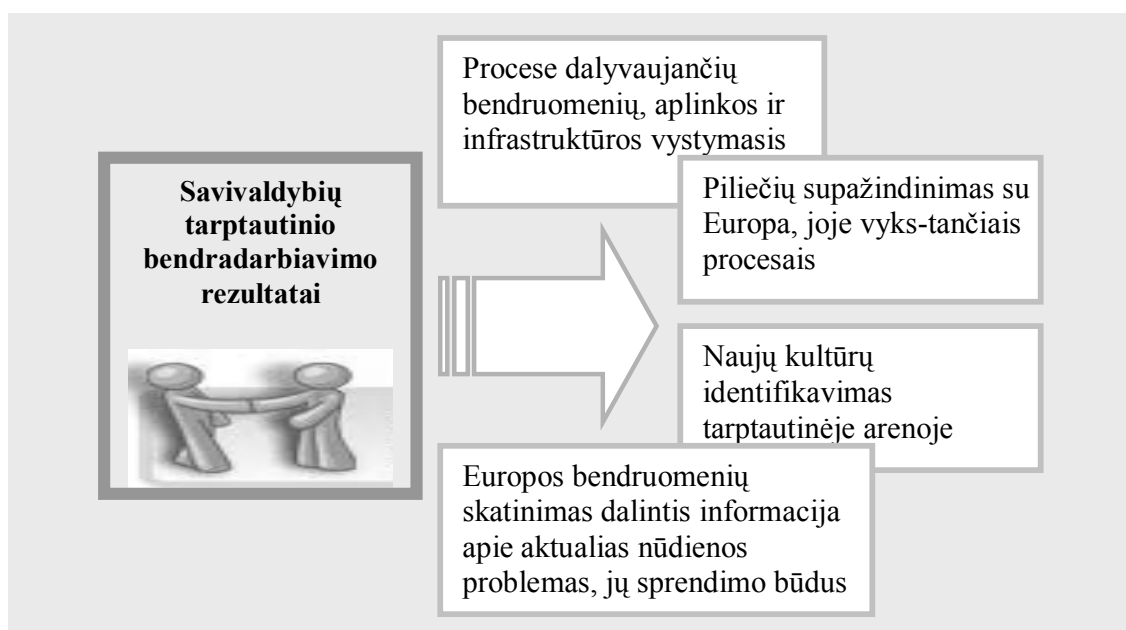 Savivaldybių
tarptautinio
bendradarbiavimo
rezultatai
Procese dalyvaujančių
bendruomenių, aplinkos ir
infrastruktūros vystymasis
Piliečių supažindinimas su
Europa, joje vyks-tančiais
procesais
Naujų kultūrų
identifikavimas
tarptautinėje arenoje
Europos bendruomenių
skatinimas dalintis informacija
apie aktualias nūdienos
problemas, jų sprendimo būdus